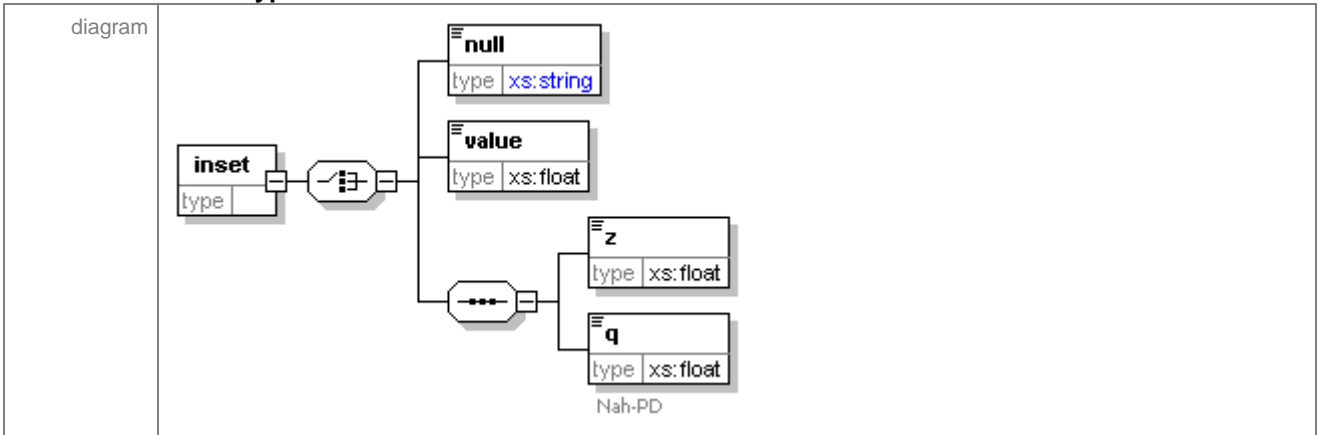 diagram
null
type xs:string
value
type xs:float
inset
type
z
type xs:float
q
type xs:float
Nah-PD